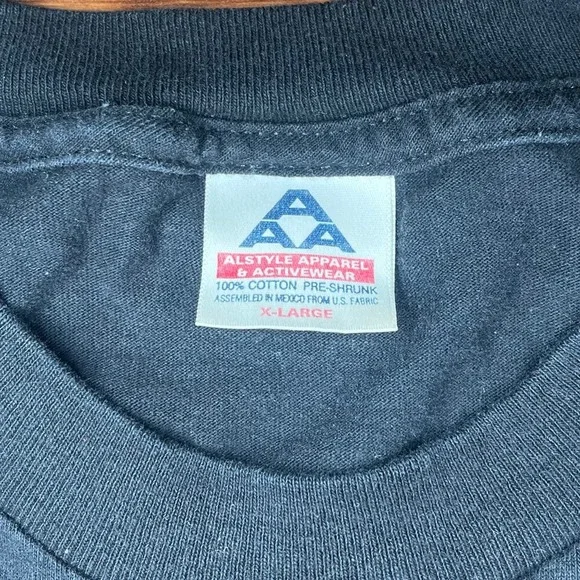 A
A A
ALSTYLE APPAREL
& ACTIVEWEAR
100% COTTON PRE-SHRUNK
ASSEMBLED IN MEXICO FROM U.S. FABRIC
X-LARGE